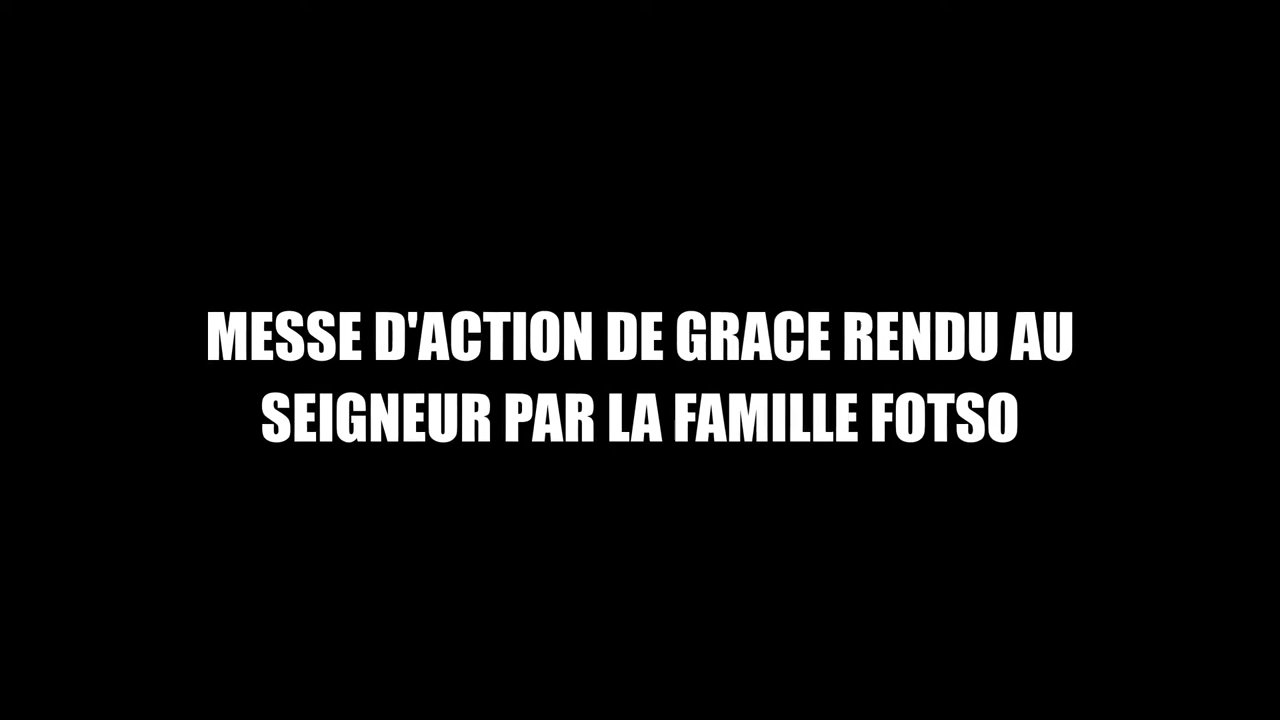 MESSE D'ACTION DE GRACE RENDU AU
SEIGNEUR PAR LA FAMILLE FOTSO